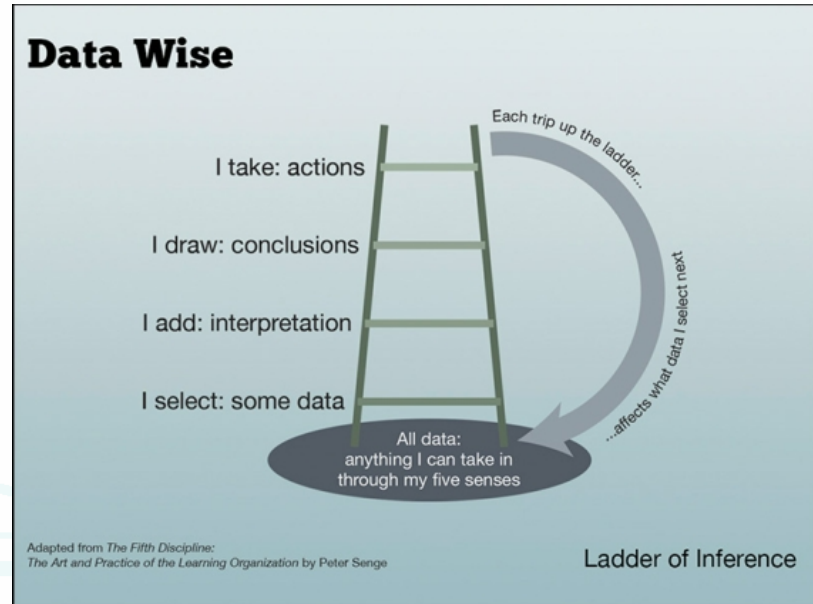 Data Wise
Each trip up the ladder...
I take: actions
I draw: conclusions
I add: interpretation
I select: some data
...affects what data I select next
All data:
anything I can take in
through my five senses
Adapted from The Fifth Discipline:
The Art and Practice of the Learning Organization by Peter Senge
Ladder of Inference